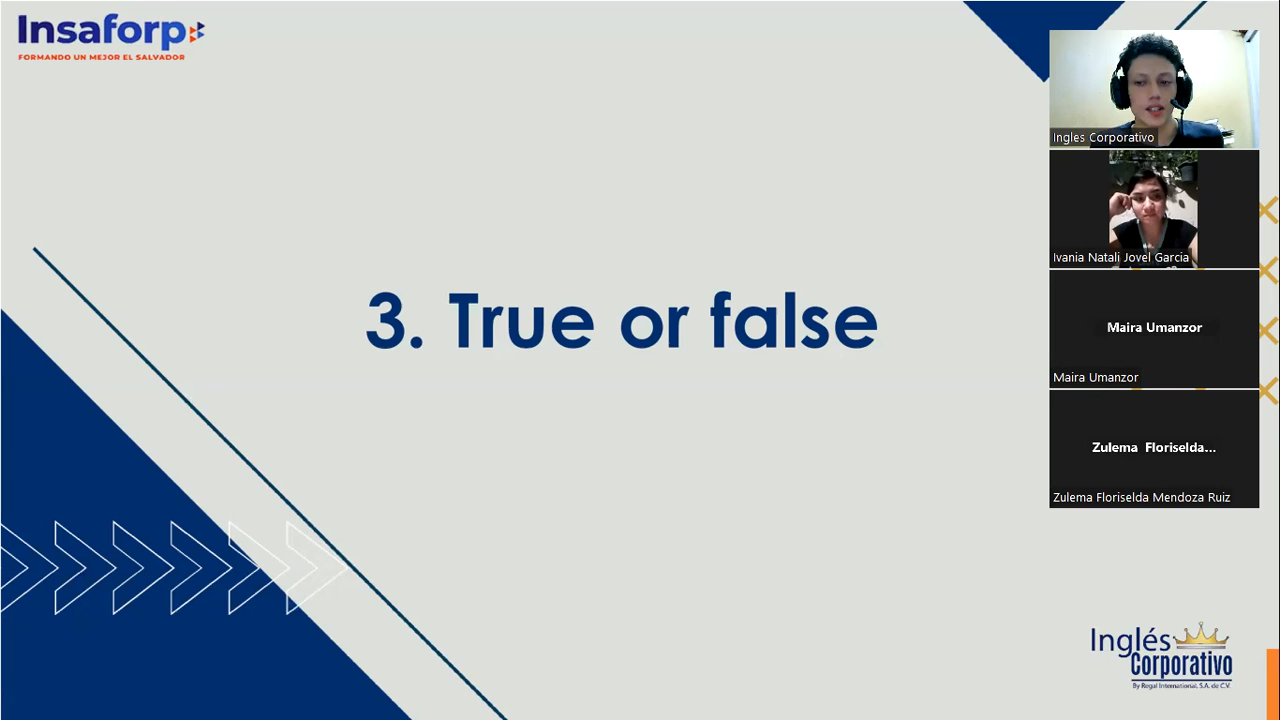 Insaforp
FORMANDO UN MEJOR EL SALVADOR
3. True or false
Ingles Corporativo
Ivania Natali Jovel Garcia
Maira Umanzor
Maira Umanzor
Zulema Floriselda...
Zulema Floriselda Mendoza Ruiz
Inglés
Corporativo
By Regal International, S.A. de C.V.